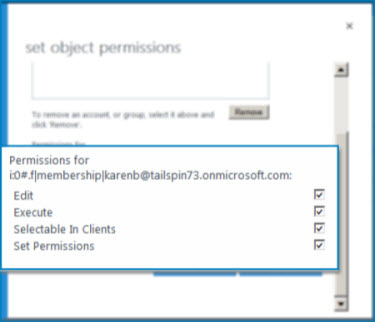 set object permissions
To remove an account, or group, select it above and
click 'Remove'.
Remove
Permissions for
Permissions for
i:0#.f|membership|karenb@tailspin73.onmicrosoft.com:
Edit
Execute
Selectable In Clients
Set Permissions